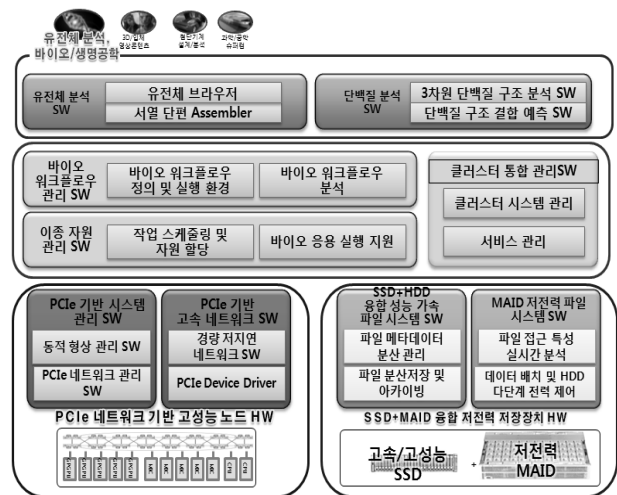 유전체 분석,
바이오/생명공학
3D/입체
영상콘텐츠
첨단기계
설계/분석
과학/공학
슈퍼컴
유전체 분석
SW
유전체 브라우저
서열 단편 Assembler
단백질 분석
SW
3차원 단백질 구조 분석 SW
단백질 구조 결합 예측 SW
바이오
워크플로우
관리 SW
바이오 워크플로우
정의 및 실행 환경
바이오 워크플로우
분석
이종 자원
관리 SW
작업 스케줄링 및
자원 할당
바이오 응용 실행 지원
클러스터 통합 관리SW
클러스터 시스템 관리
서비스 관리
PCIe 기반 시스템
관리 SW
동적 형상 관리 SW
PCIe 네트워크 관리
SW
PCIe 기반
고속 네트워크 SW
경량 저지연
네트워크 SW
PCIe Device Driver
PCIe 네트워크 기반 고성능 노드 HW
GPGPU
GPGPU
GPGPU
GPGPU
GPGPU
MIC
MIC
MIC
MIC
MIC
CPU
CPU
SSD+HDD
융합 성능 가속
파일 시스템 SW
파일 메타데이터
분산 관리
파일 분산저장 및
아카이빙
MAID 저전력 파일
시스템 SW
파일 접근 특성
실시간 분석
데이터 배치 및 HDD
다단계 전력 제어
SSD+MAID 융합 저전력 저장장치 HW
고속/고성능
SSD
+
저전력
MAID